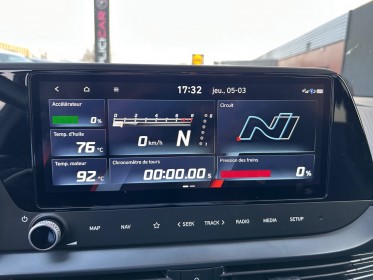 LICAR
17:32 jeu., 05-03
Accélérateur
0 %
Temp. d'huile
76 °C
Temp. moteur
92 °C
0 km/h
N
Chronomètre de tours
00:00.00 S
Circuit
N
Pression des freins
0 %
MAP NAV SEEK TRACK RADIO MEDIA SETUP